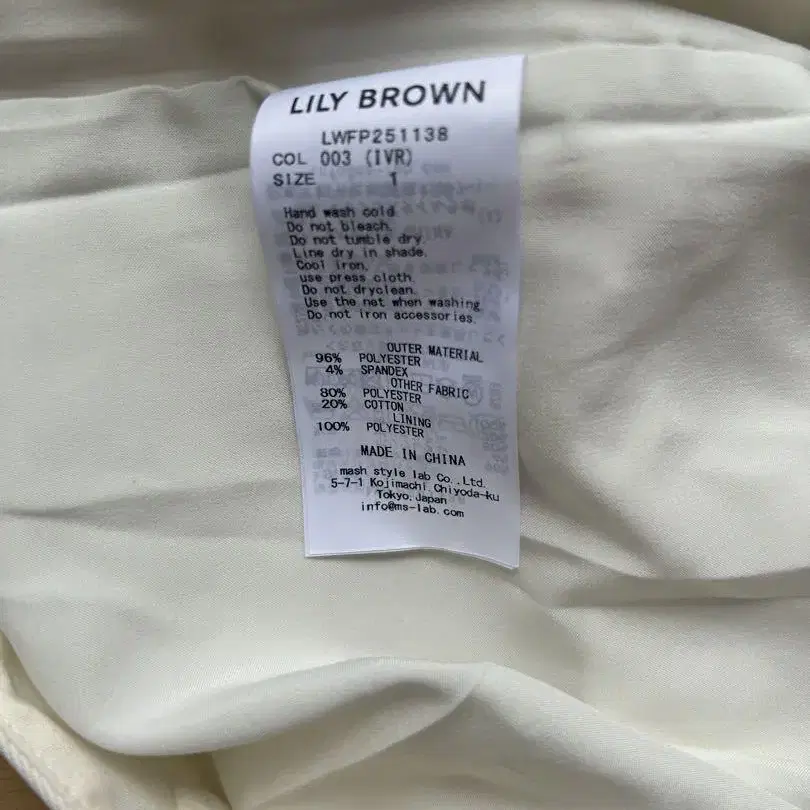 LILY BROWN
LWFP251138
COL 003 (IVR)
SIZE 1
Hand wash cold.
Do not bleach.
Do not tumble dry.
Line dry in shade.
Cool iron,
use press cloth.
Do not dryclean.
Use the net when washing.
Do not iron accessories.
OUTER MATERIAL
96% POLYESTER
4% SPANDEX
OTHER FABRIC
80% POLYESTER
20% COTTON
LINING
100% POLYESTER
MADE IN CHINA
mash style lab Co.,Ltd.
5-7-1 Kojimachi,Chiyoda-ku
Tokyo,Japan
info@ms-lab.com